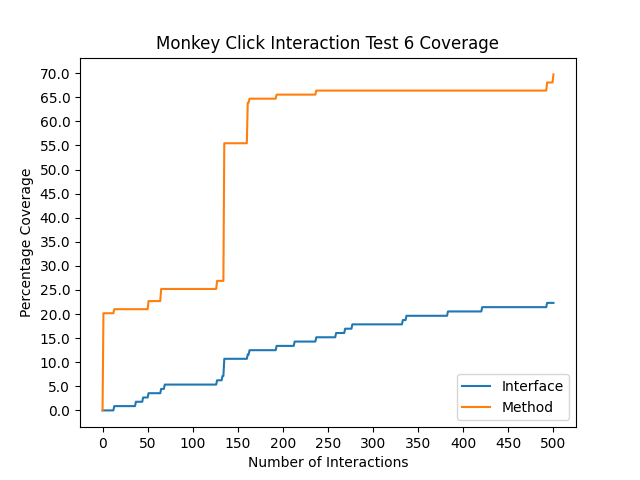 Monkey Click Interaction Test 6 Coverage
70.0
65.0
60.0
55.0
50.0
45.0
40.0
35.0
30.0
25.0
20.0
15.0
10.0
5.0
0.0
Percentage Coverage
Interface
Method
0 50 100 150 200 250 300 350 400 450 500
Number of Interactions